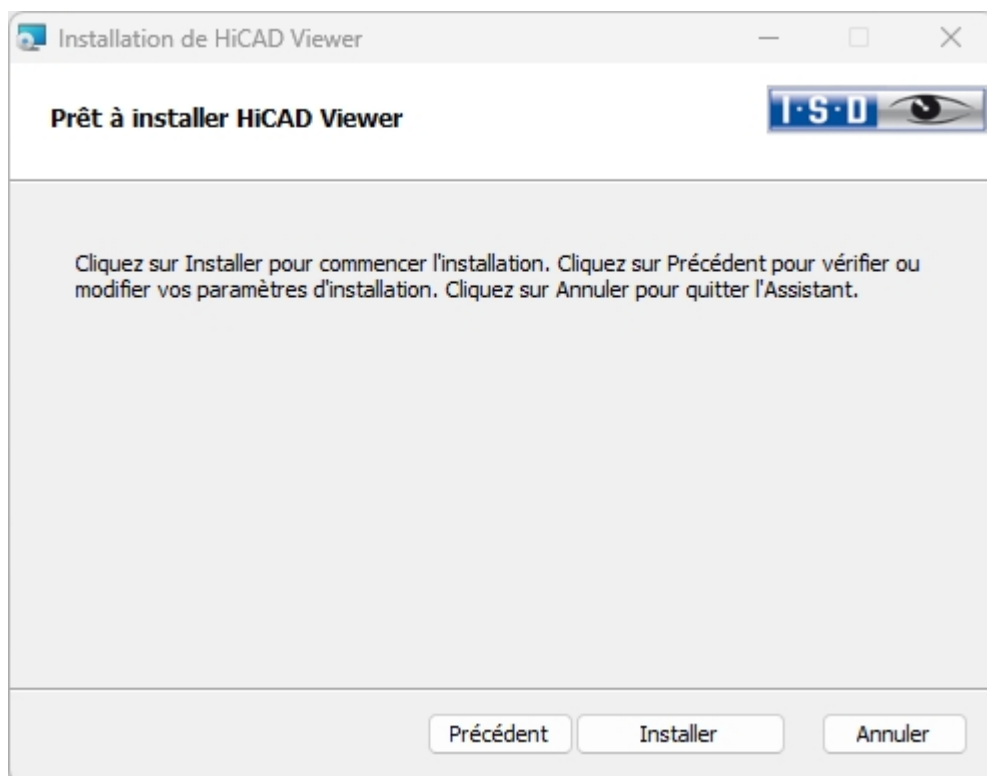 Installation de HiCAD Viewer
Prêt à installer HiCAD Viewer
I·S·D
Cliquez sur Installer pour commencer l'installation. Cliquez sur Précédent pour vérifier ou
modifier vos paramètres d'installation. Cliquez sur Annuler pour quitter l'Assistant.
Précédent
Installer
Annuler